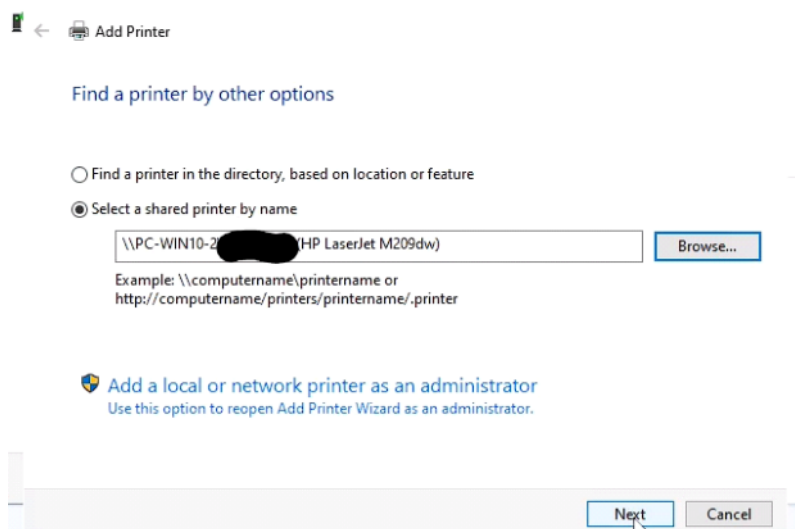 Add Printer
Find a printer by other options
Find a printer in the directory, based on location or feature
Select a shared printer by name
\\PC-WIN10-2 (HP LaserJet M209dw)
Browse...
Example: \\computername\printername or
http://computername/printers/printername/.printer
Add a local or network printer as an administrator
Use this option to reopen Add Printer Wizard as an administrator.
Next
Cancel